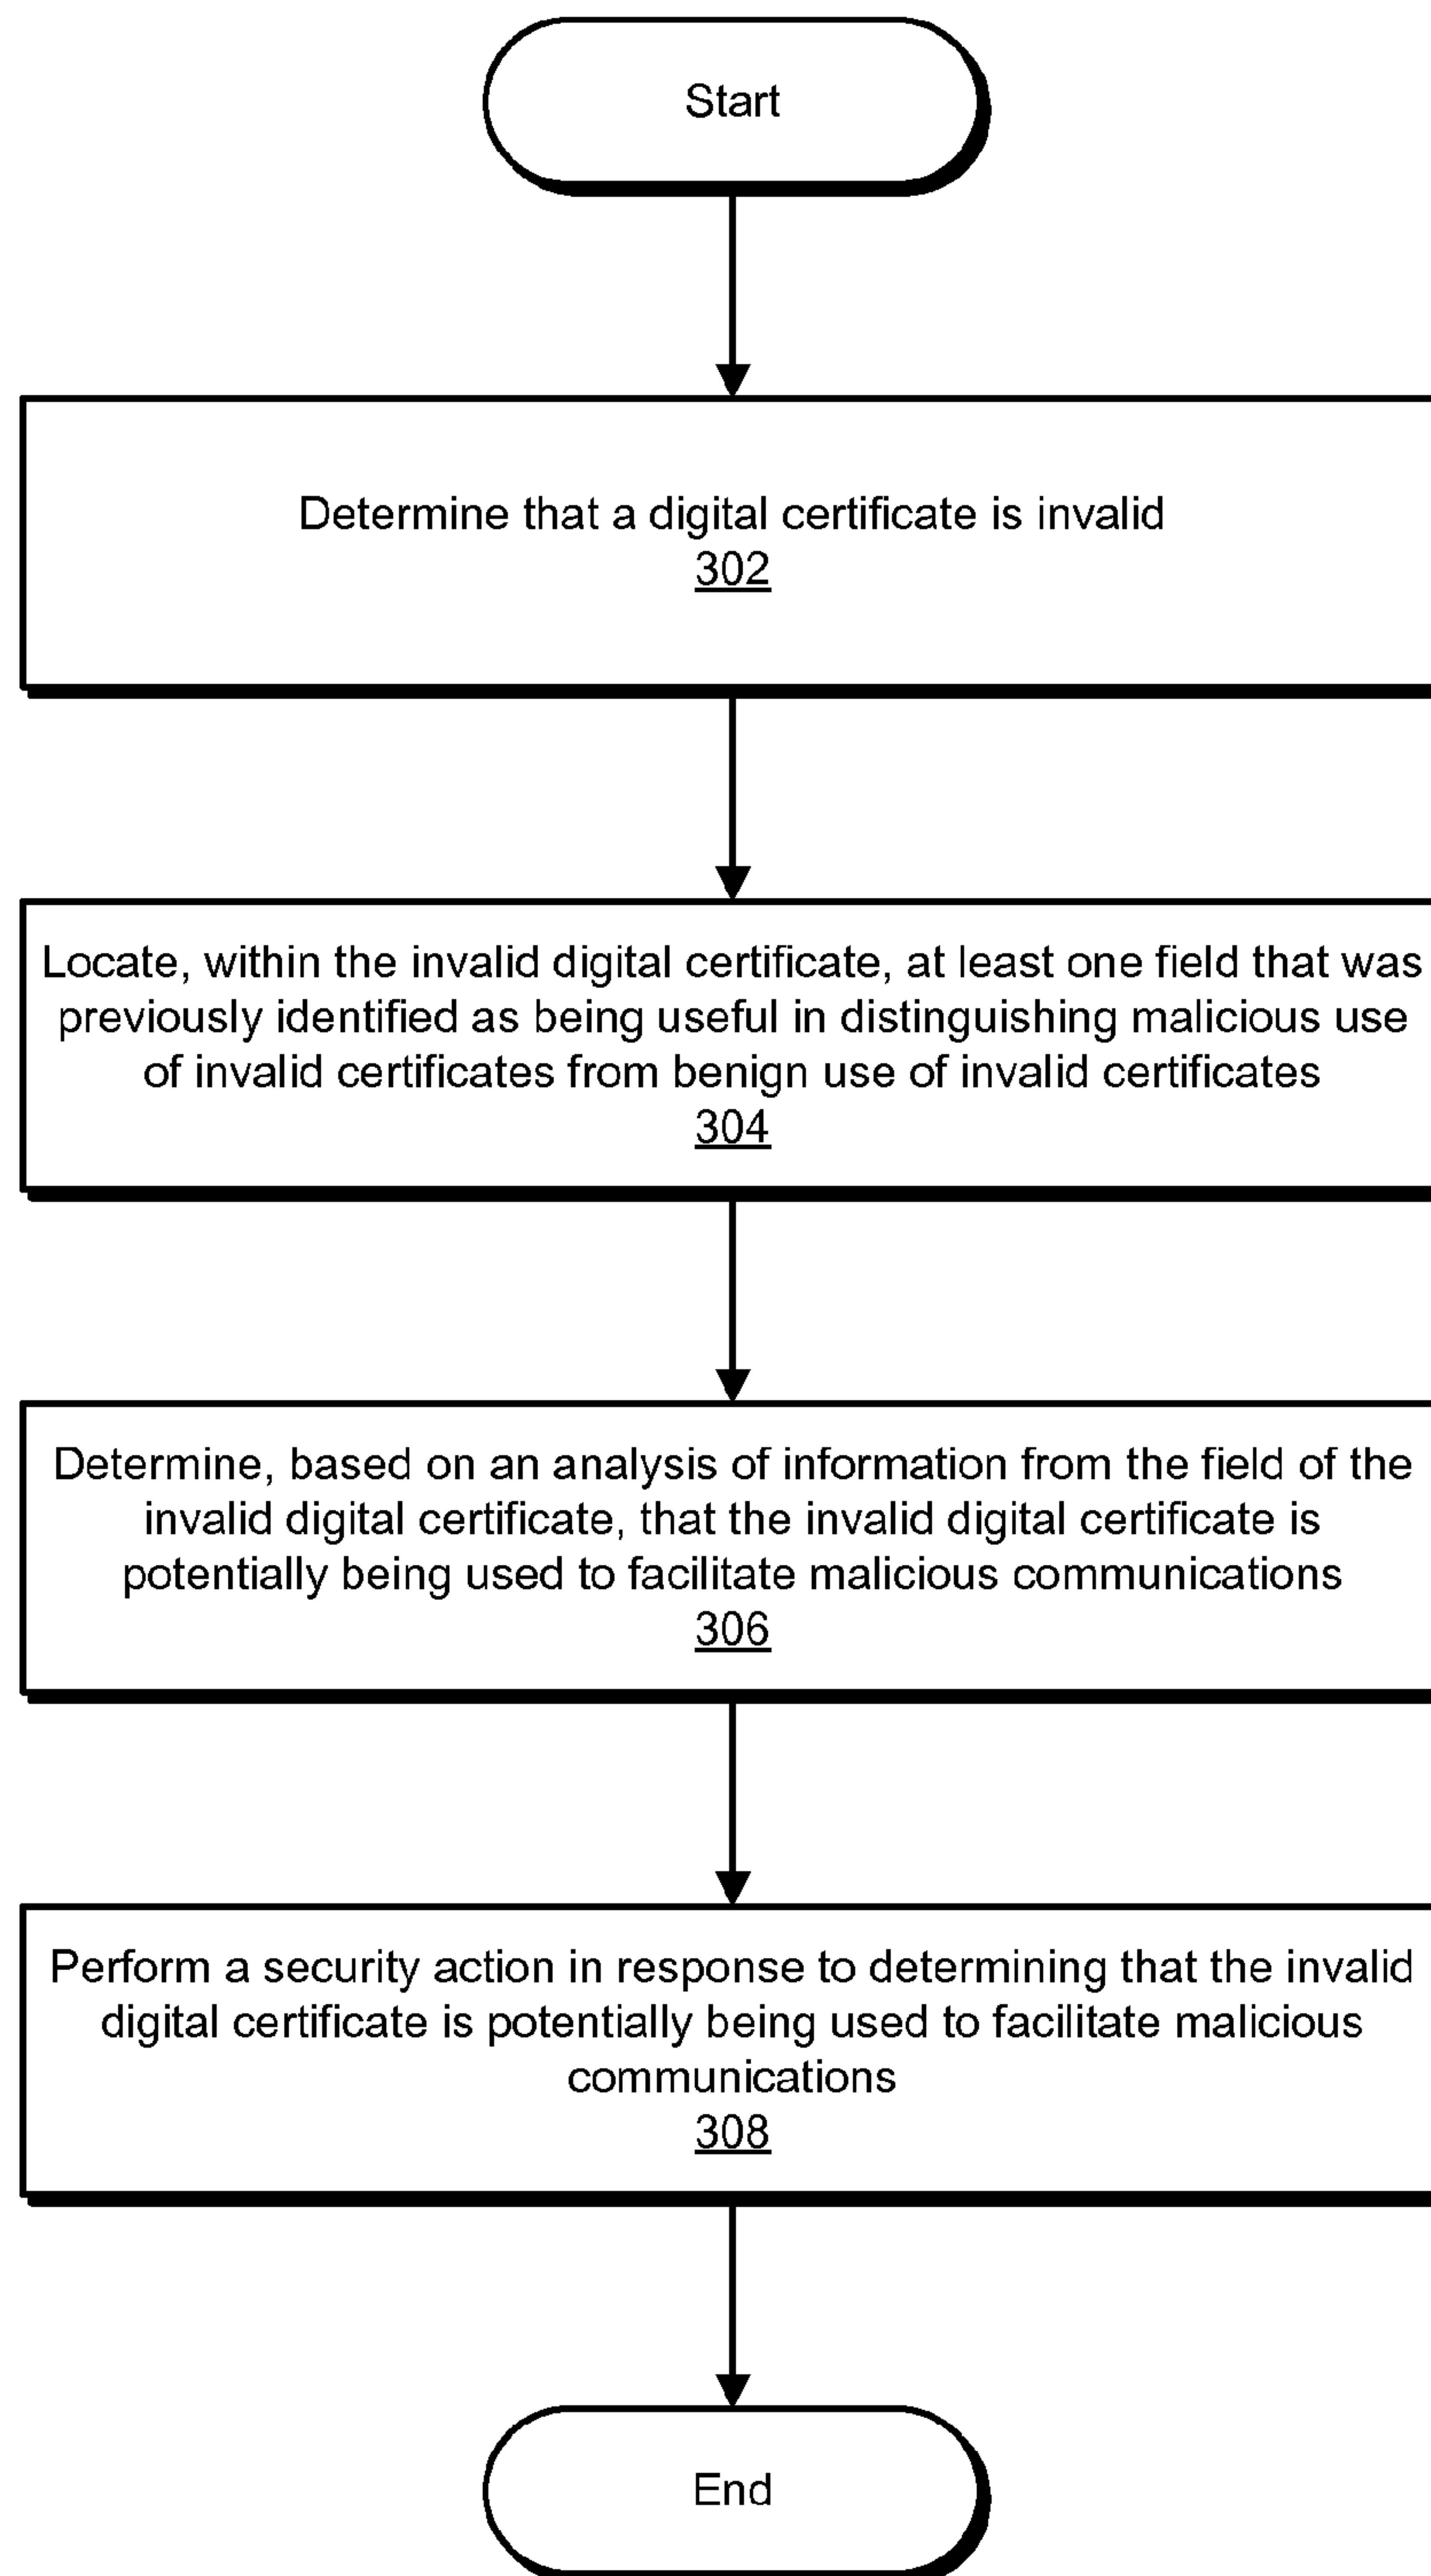 Start
Determine that a digital certificate is invalid
302
Locate, within the invalid digital certificate, at least one field that was
previously identified as being useful in distinguishing malicious use
of invalid certificates from benign use of invalid certificates
304
Determine, based on an analysis of information from the field of the
invalid digital certificate, that the invalid digital certificate is
potentially being used to facilitate malicious communications
306
Perform a security action in response to determining that the invalid
digital certificate is potentially being used to facilitate malicious
communications
308
End